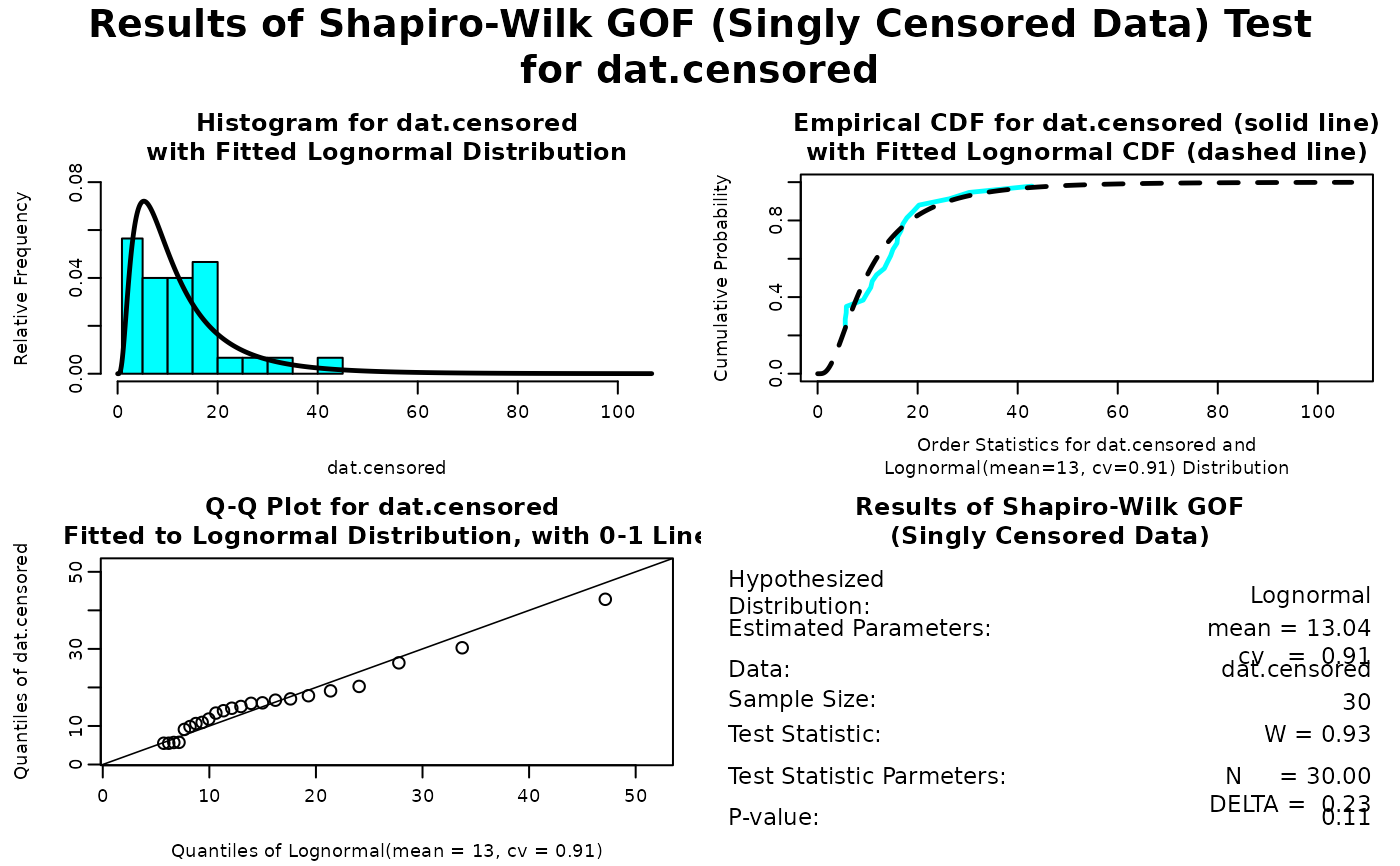 Results of Shapiro-Wilk GOF (Singly Censored Data) Test
for dat.censored
Histogram for dat.censored
with Fitted Lognormal Distribution
Relative Frequency
0.00
0.04
0.08
0
20
40
60
80
100
dat.censored
Empirical CDF for dat.censored (solid line)
with Fitted Lognormal CDF (dashed line)
Cumulative Probability
0.0
0.4
0.8
0
20
40
60
80
100
Order Statistics for dat.censored and
Lognormal(mean=13, cv=0.91) Distribution
Q-Q Plot for dat.censored
Fitted to Lognormal Distribution, with 0-1 Line
Quantiles of dat.censored
0
10
30
50
0
10
20
30
40
50
Quantiles of Lognormal(mean = 13, cv = 0.91)
Results of Shapiro-Wilk GOF
(Singly Censored Data)
Hypothesized
Distribution:
Lognormal
Estimated Parameters:
mean = 13.04
cv = 0.91
Data:
dat.censored
Sample Size:
30
Test Statistic:
W = 0.93
Test Statistic Parmeters:
N = 30.00
DELTA = 0.23
P-value:
0.11